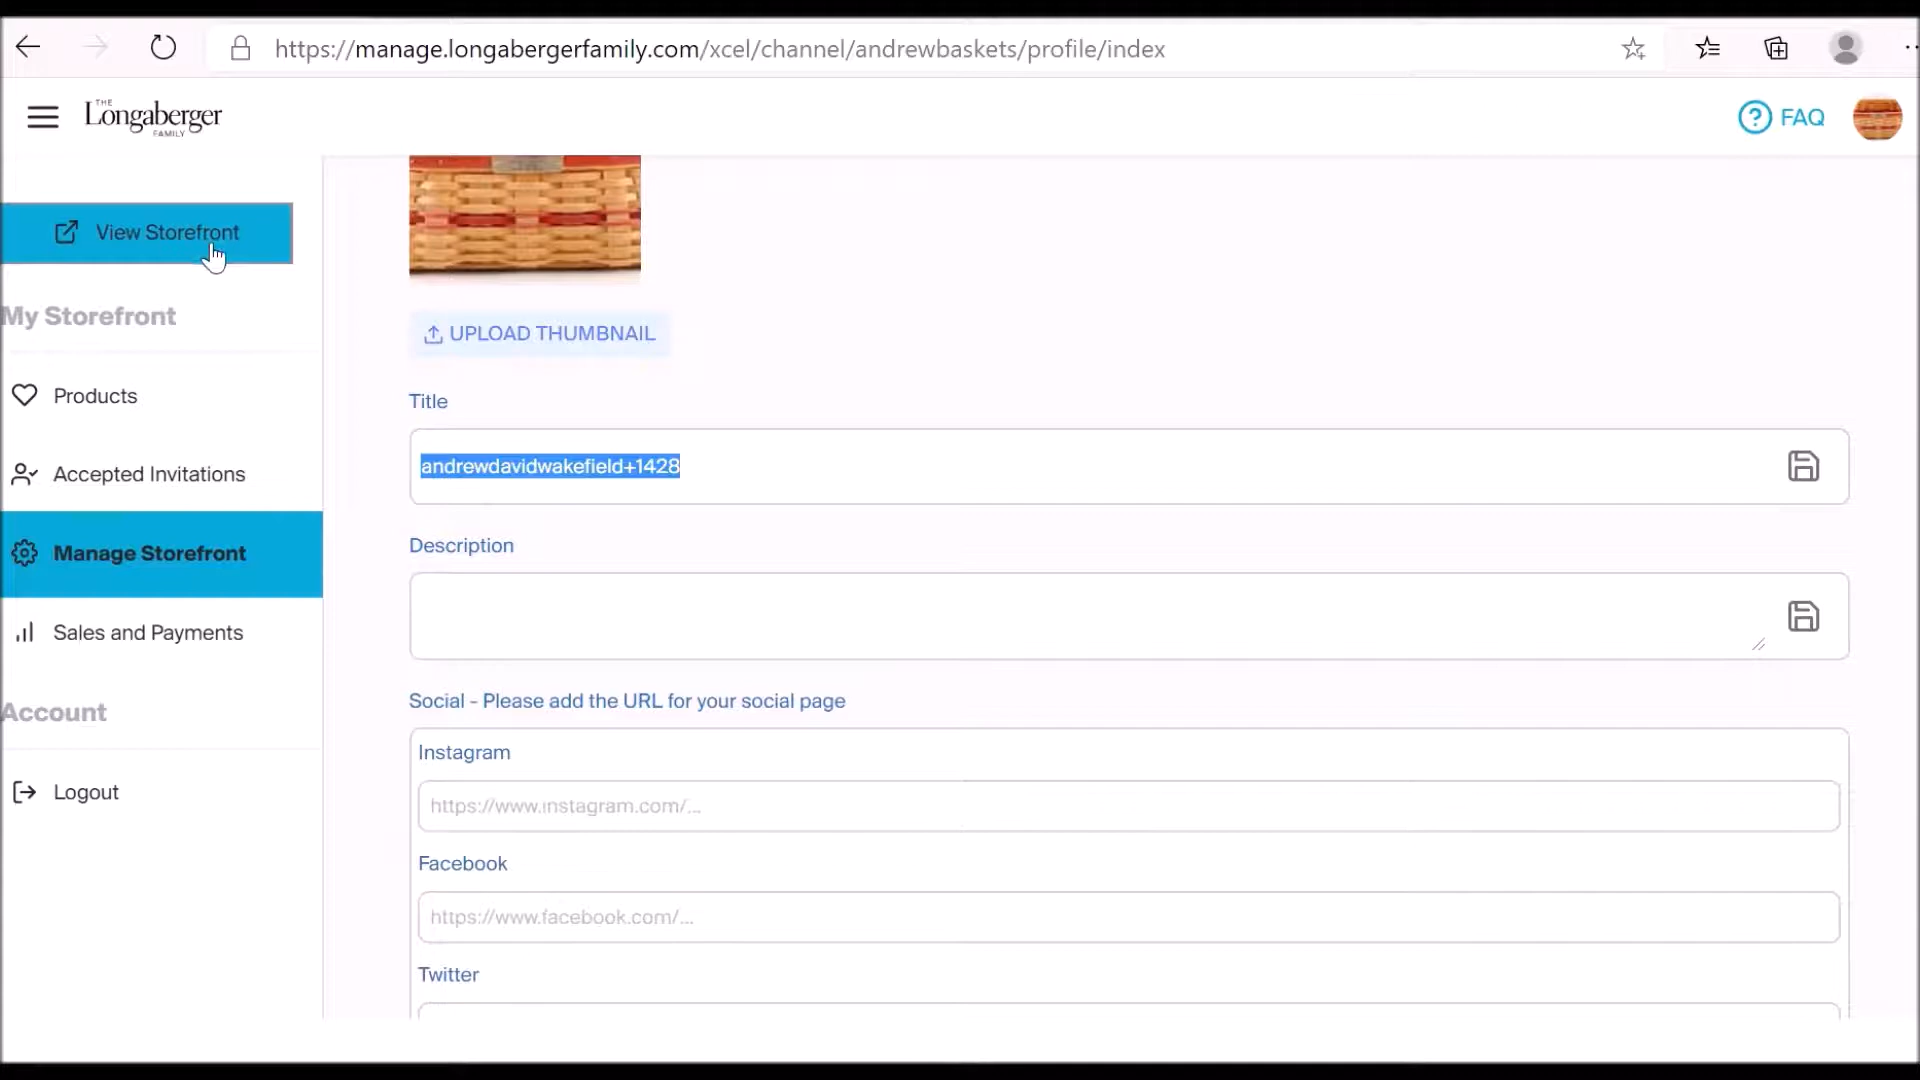 https://manage.longabergerfamily.com/xcel/channel/andrewbaskets/profile/index
THE
Longaberger
FAMILY
FAQ
View Storefront
My Storefront
Products
Accepted Invitations
Manage Storefront
Sales and Payments
Account
Logout
UPLOAD THUMBNAIL
Title
andrewdavidwakefield+1428
Description
Social - Please add the URL for your social page
Instagram
https://www.instagram.com/...
Facebook
https://www.facebook.com/...
Twitter